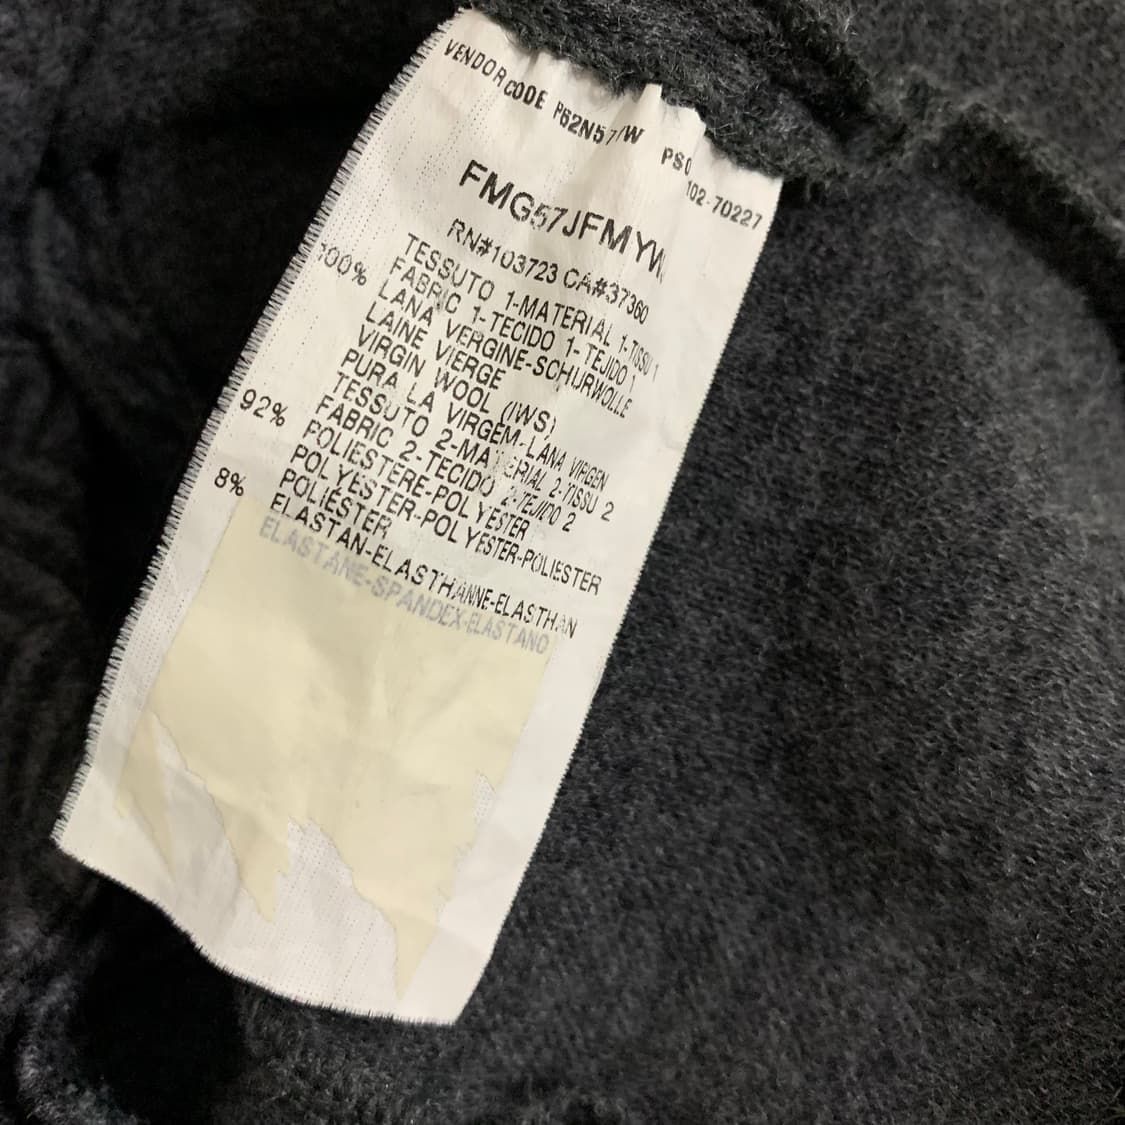 VENDOR CODE P62N57/W PSC 102-70227
FMG57JFMYW
RN#103723 CA#37360
100% TESSUTO 1-MATERIAL 1-TISSU 1
FABRIC 1-TECIDO 1-TEJIDO 1
LANA VERGINE-SCHURWOLLE
LAINE VIERGE
VIRGIN WOOL (IWS)
PURA LA VIRGEM-LANA VIRGEN
TESSUTO 2-MATERIAL 2-TISSU 2
FABRIC 2-TECIDO 2-TEJIDO 2
92% POLIESTERE-POLYESTER
POLYESTER-POLYESTER-POLIESTER
POLIÉSTER
8% ELASTAN-ELASTHANNE-ELASTHAN
ELASTANE-SPANDEX-ELASTANO